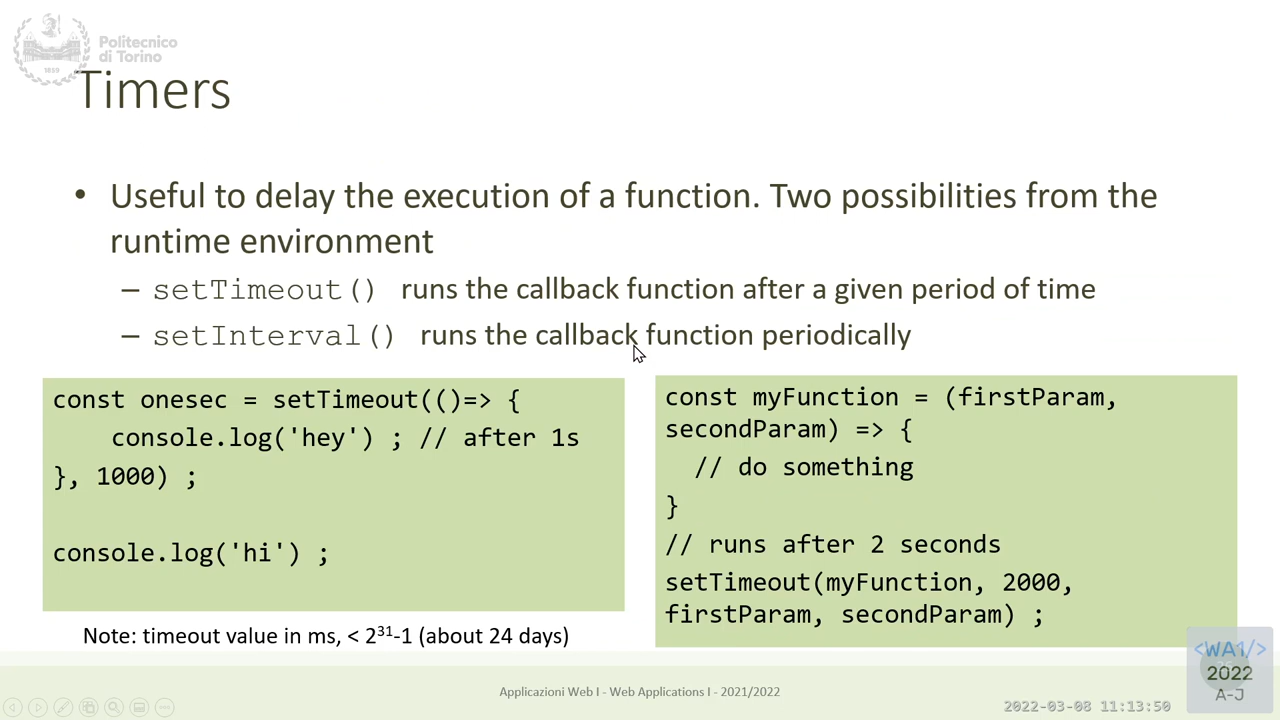 Politecnico
di Torino
1859
Timers
• Useful to delay the execution of a function. Two possibilities from the
runtime environment
– setTimeout() runs the callback function after a given period of time
– setInterval() runs the callback function periodically
const onesec = setTimeout(()=> {
    console.log('hey') ; // after 1s
}, 1000) ;
console.log('hi') ;
Note: timeout value in ms, < 2³¹-1 (about 24 days)
const myFunction = (firstParam,
secondParam) => {
  // do something
}
// runs after 2 seconds
setTimeout(myFunction, 2000,
firstParam, secondParam) ;
Applicazioni Web I - Web Applications I - 2021/2022
2022-03-08 11:13:50
<WA1/>
2022
A-J